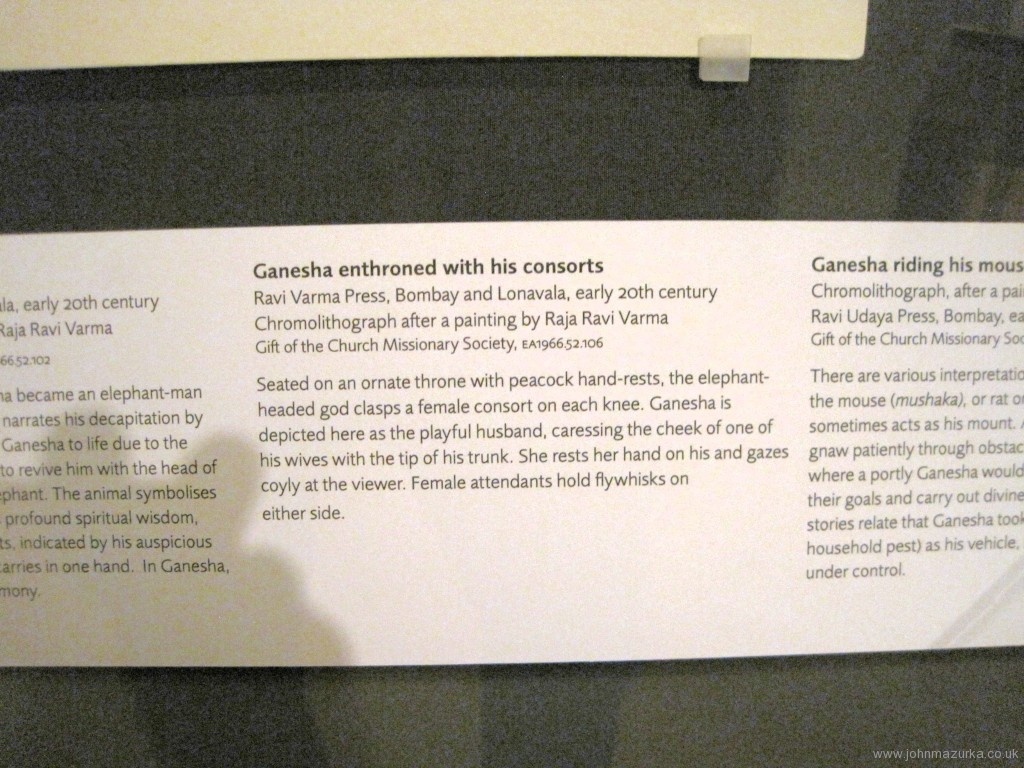 la, early 20th century
Raja Ravi Varma
66.52.102
na became an elephant-man
narrates his decapitation by
Ganesha to life due to the
to revive him with the head of
ephant. The animal symbolises
profound spiritual wisdom,
ts, indicated by his auspicious
arries in one hand. In Ganesha,
mony.
Ganesha enthroned with his consorts
Ravi Varma Press, Bombay and Lonavala, early 20th century
Chromolithograph after a painting by Raja Ravi Varma
Gift of the Church Missionary Society, EA1966.52.106
Seated on an ornate throne with peacock hand-rests, the elephant-
headed god clasps a female consort on each knee. Ganesha is
depicted here as the playful husband, caressing the cheek of one of
his wives with the tip of his trunk. She rests her hand on his and gazes
coyly at the viewer. Female attendants hold flywhisks on
either side.
Ganesha riding his mous
Chromolithograph, after a pai
Ravi Udaya Press, Bombay, ea
Gift of the Church Missionary Soc
There are various interpretatio
the mouse (mushaka), or rat o
sometimes acts as his mount.
gnaw patiently through obstac
where a portly Ganesha would
their goals and carry out divine
stories relate that Ganesha took
household pest) as his vehicle,
under control.
www.johnmazurka.co.uk